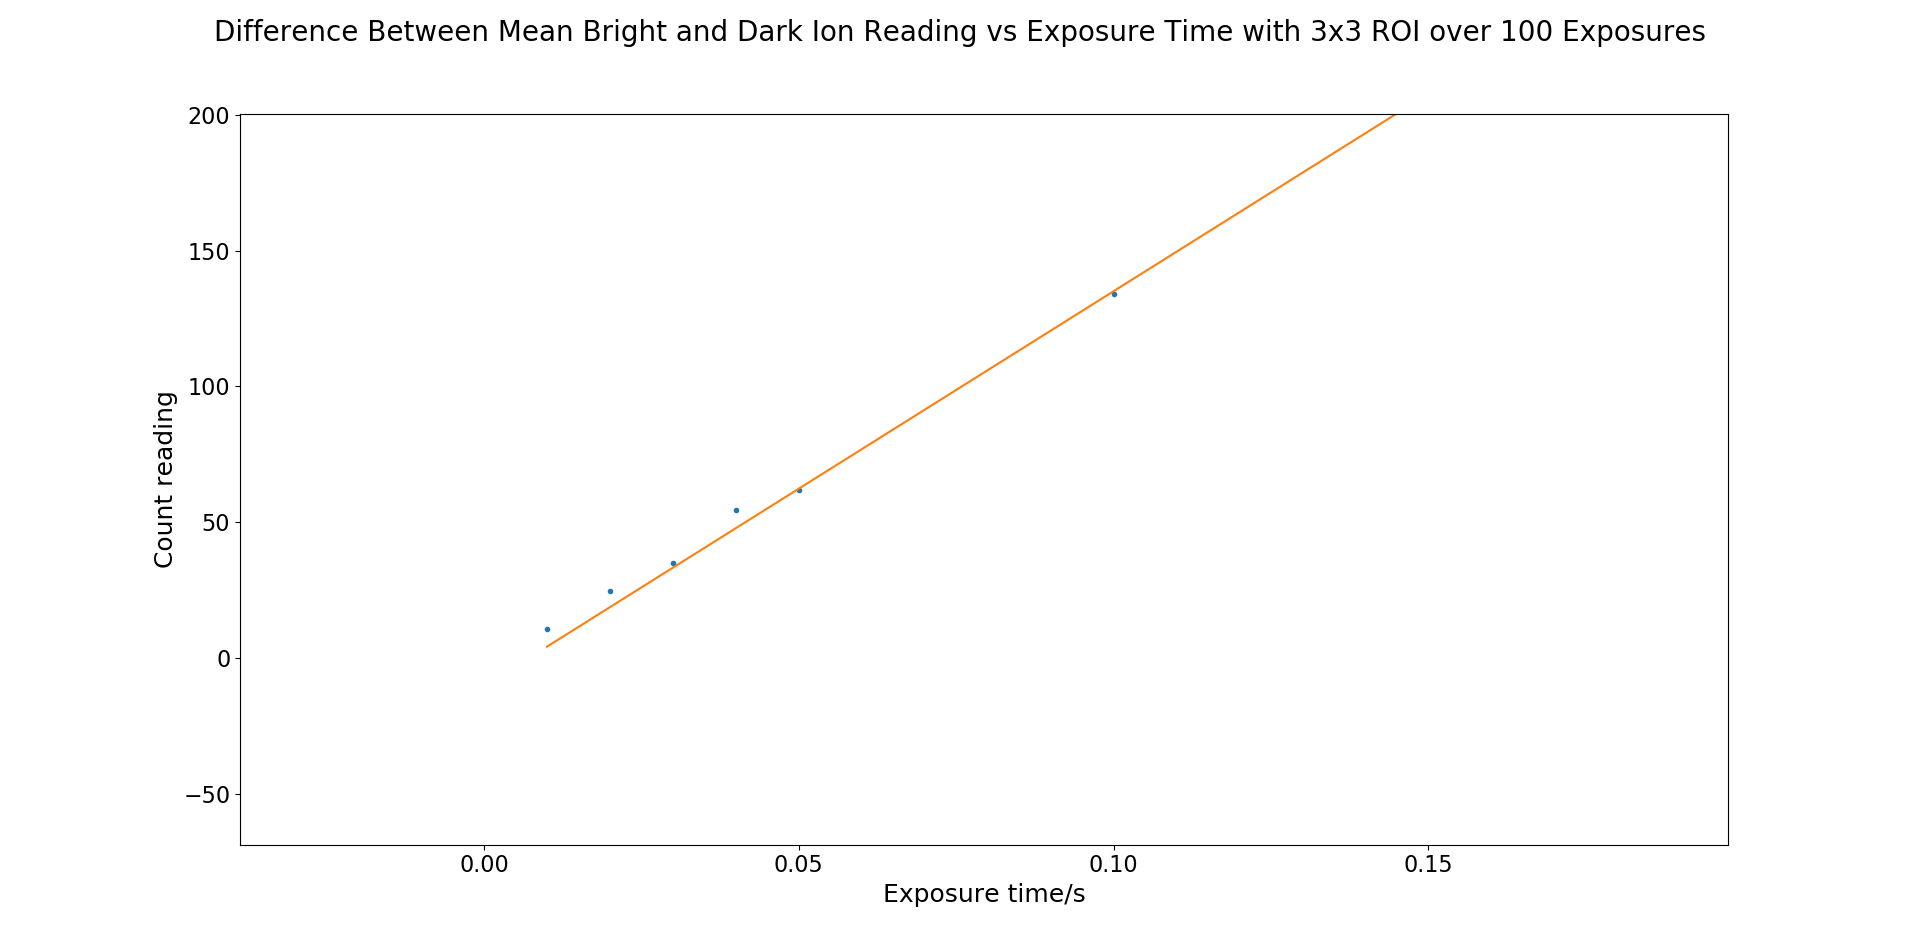 Difference Between Mean Bright and Dark Ion Reading vs Exposure Time with 3x3 ROI over 100 Exposures
200
150
100
50
0
−50
Count reading
0.00 0.05 0.10 0.15
Exposure time/s